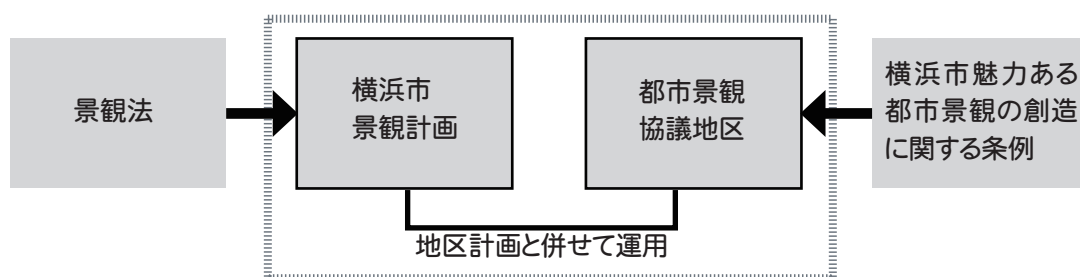 景観法
横浜市
景観計画
都市景観
協議地区
横浜市魅力ある
都市景観の創造
に関する条例
地区計画と併せて運用